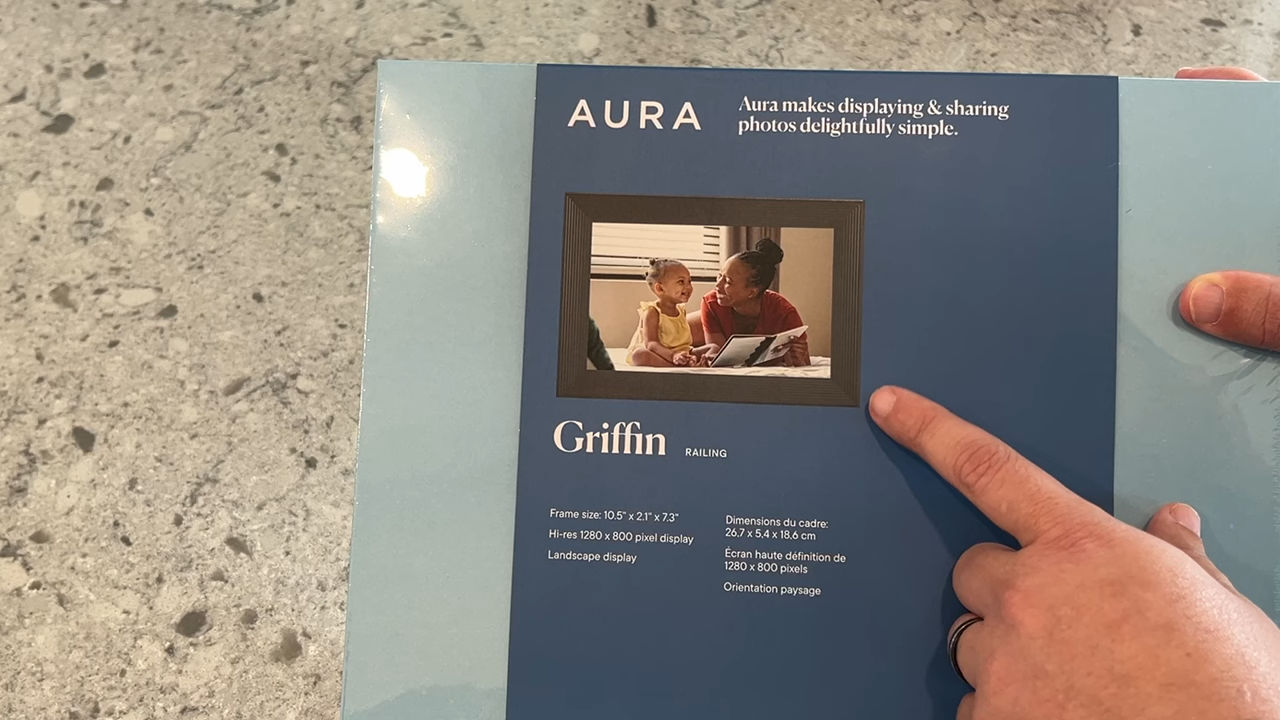 AURA
Aura makes displaying & sharing
photos delightfully simple.
Griffin
RAILING
Frame size: 10.5" x 2.1" x 7.3"
Hi-res 1280 x 800 pixel display
Landscape display
Dimensions du cadre:
26.7 x 5,4 x 18.6 cm
Écran haute définition de
1280 x 800 pixels
Orientation paysage